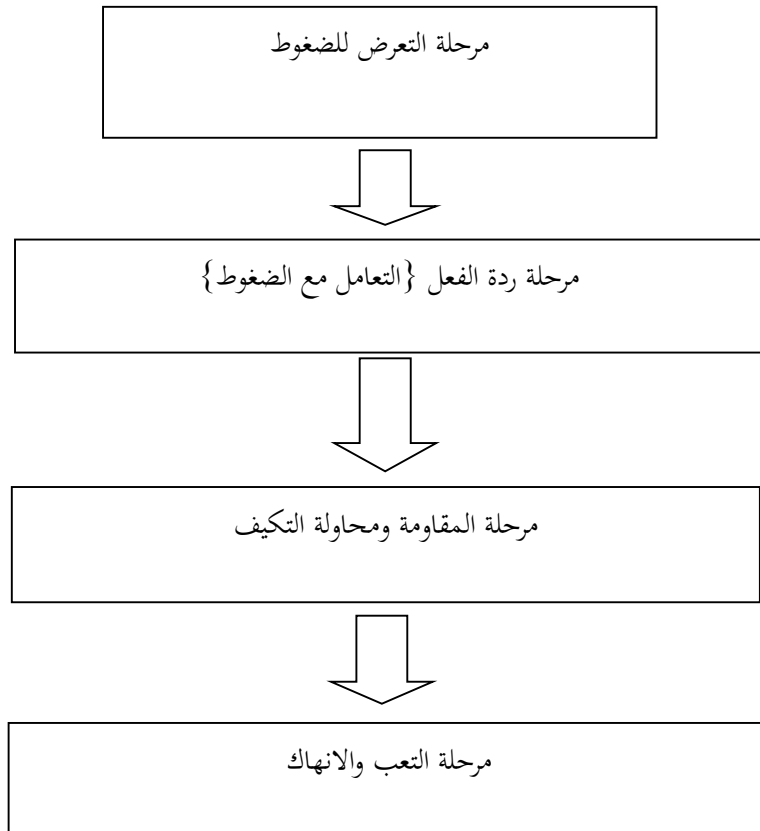 مرحلة التعرض للضغوط
مرحلة ردة الفعل {التعامل مع الضغوط}
مرحلة المقاومة ومحاولة التكيف
مرحلة التعب والانهاك